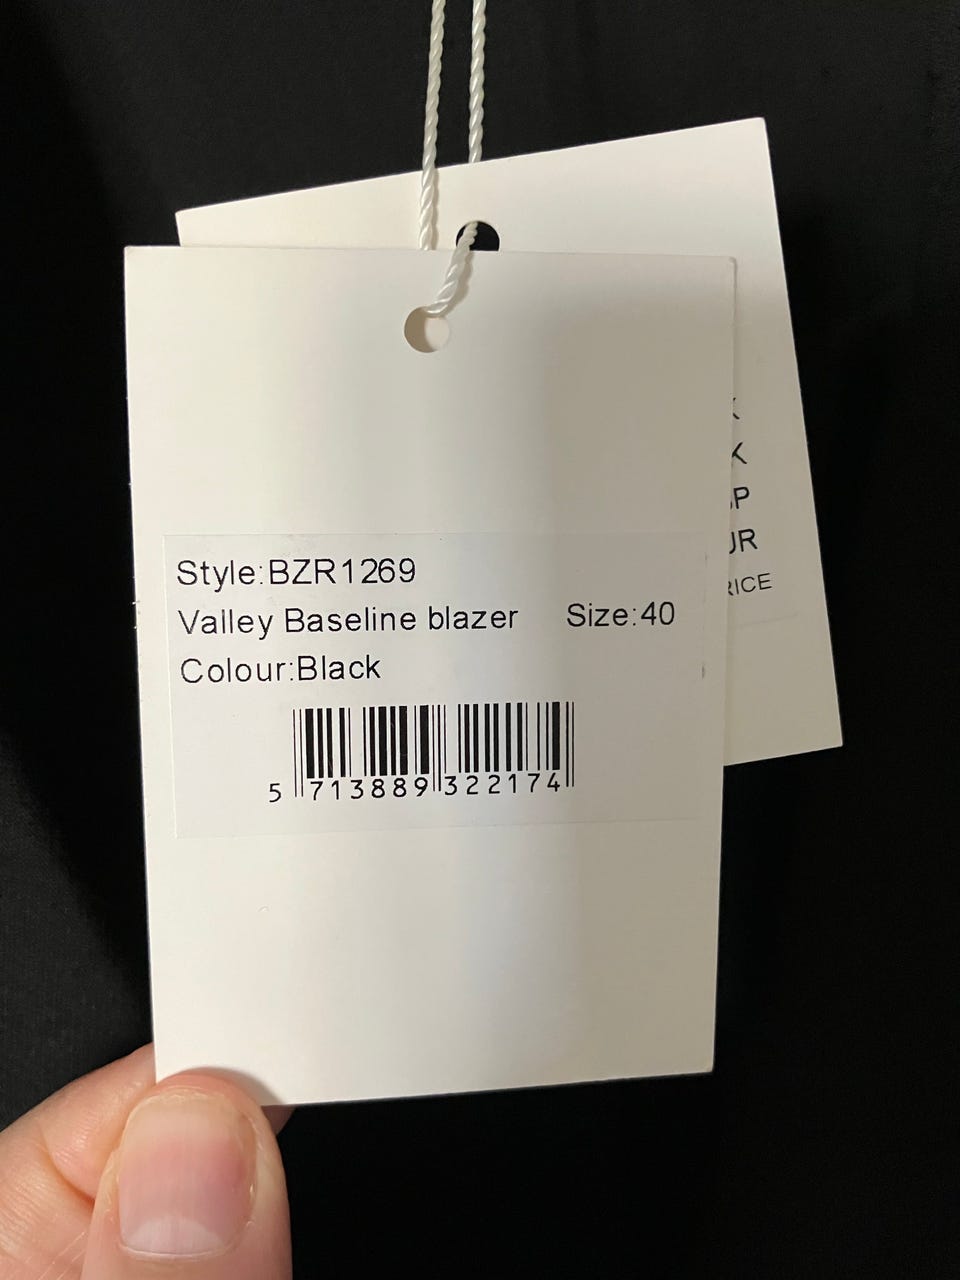 Style:BZR1269
Valley Baseline blazer Size:40
Colour:Black
5 713889 322174